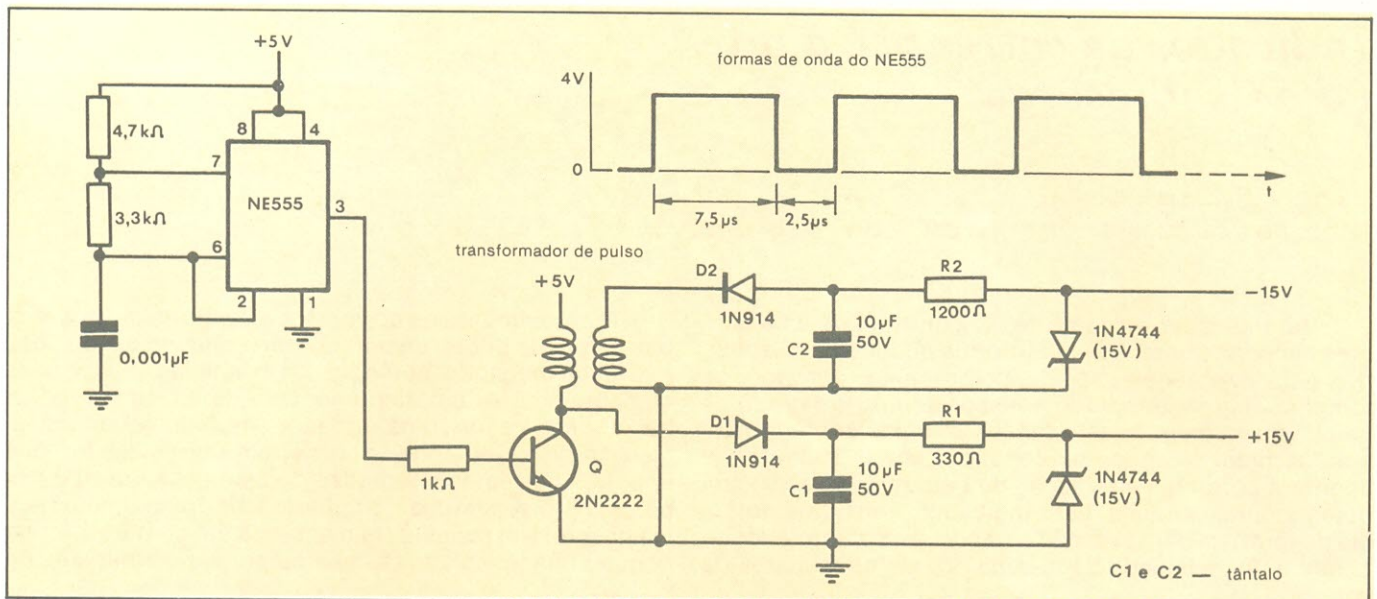 +5V
4,7kΩ
8
4
7
NE555
3
3,3kΩ
6
2
1
0,001µF
formas de onda do NE555
4V
0
t
7,5µs
2,5µs
transformador de pulso
+5V
D2
1N914
10µF
50V
C2
R2
1200Ω
−15V
1N4744
(15V)
D1
1N914
10µF
50V
C1
R1
330Ω
+15V
1N4744
(15V)
1kΩ
Q
2N2222
C1 e C2 — tântalo